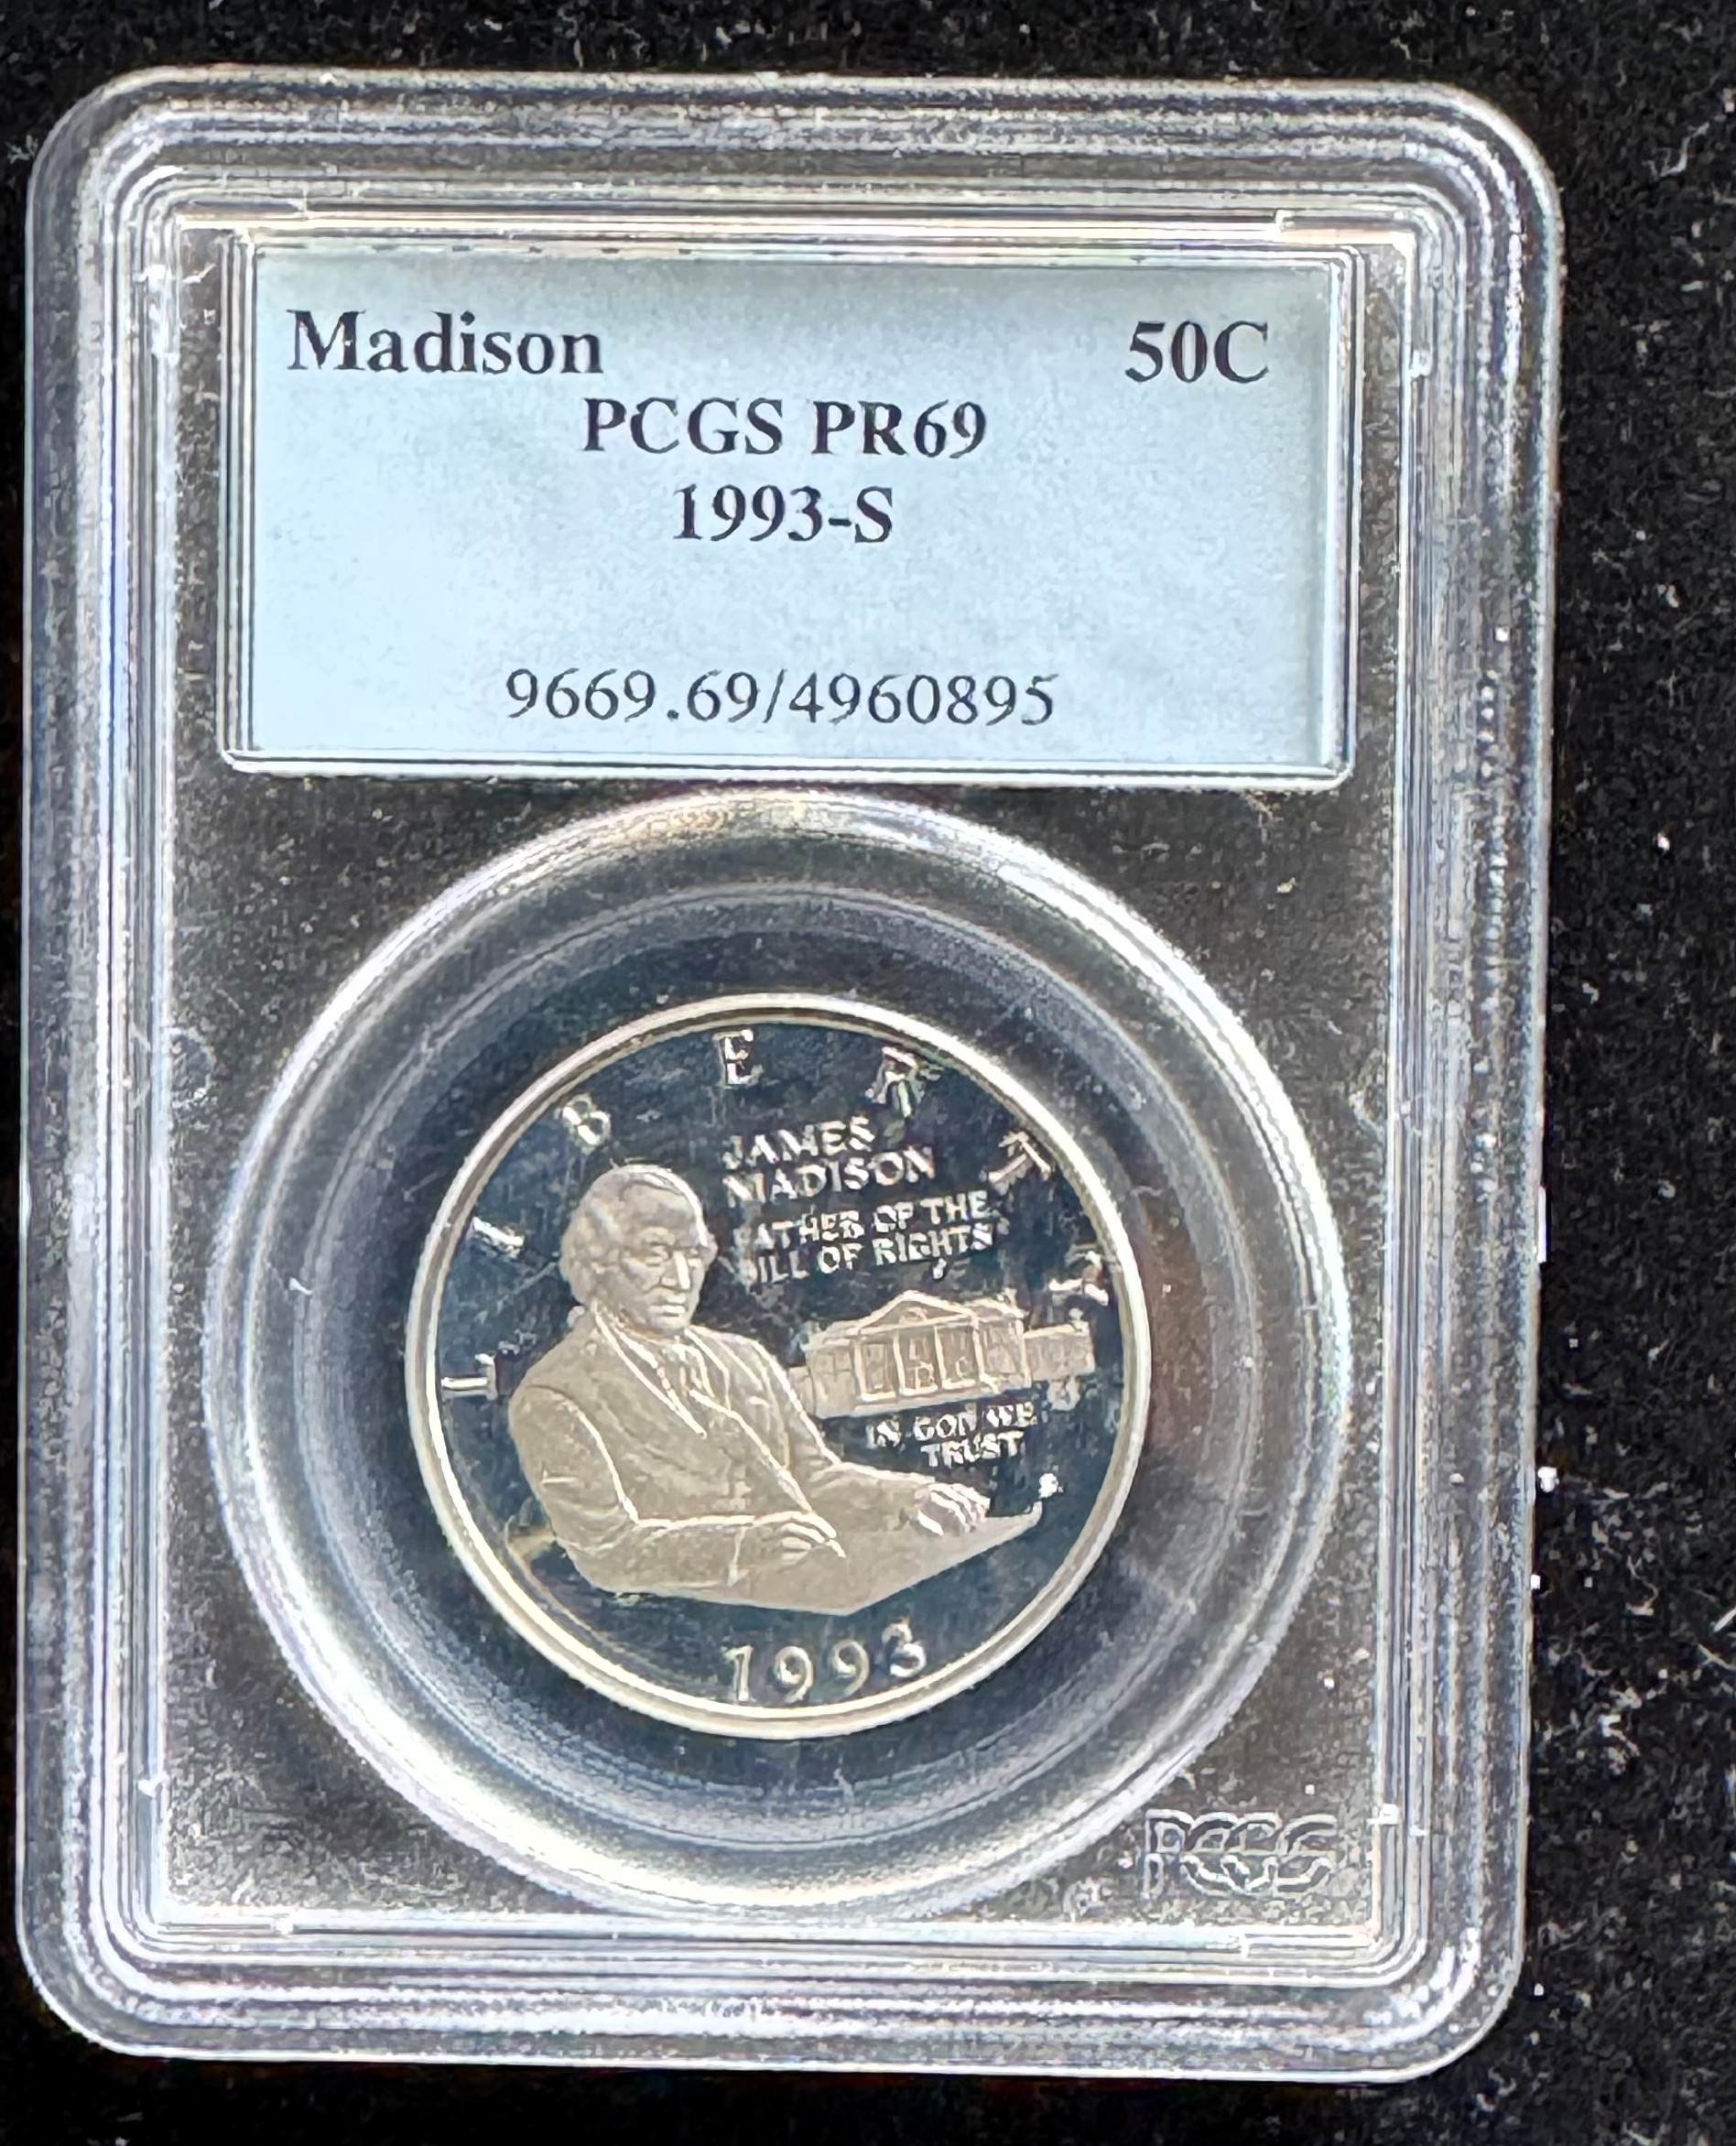 Madison 50C
PCGS PR69
1993-S
9669.69/4960895
LIBERTY
JAMES
MADISON
FATHER OF THE
BILL OF RIGHTS
IN GOD WE
TRUST
S
1993
PCGS